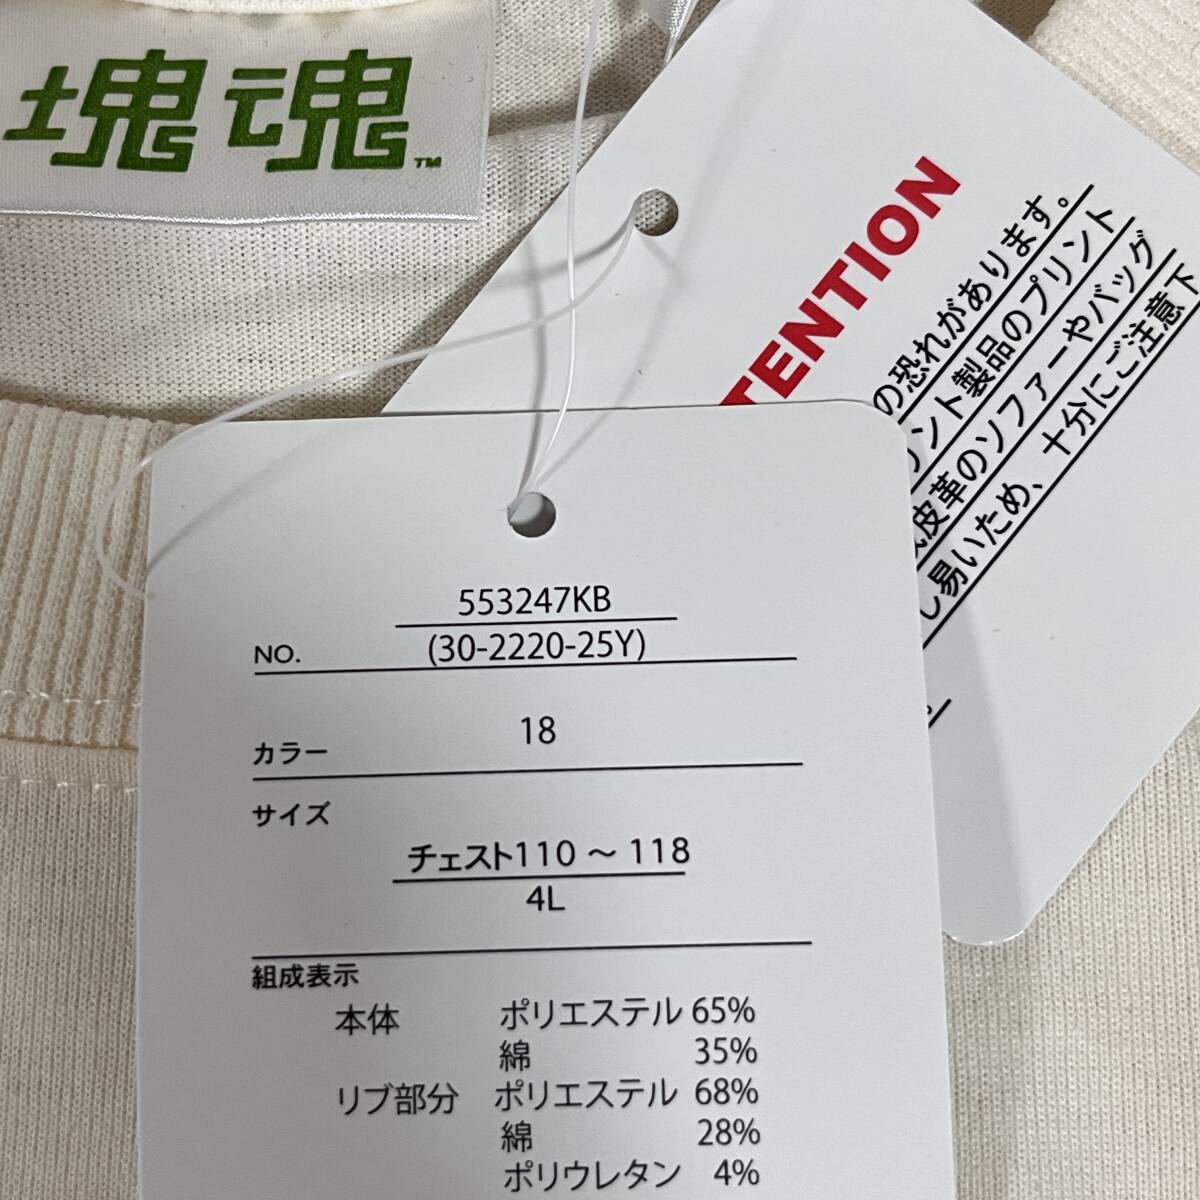 塊魂™
TENTION
の恐れがあります。
ント製品のプリント
皮革のソファーやバッグ
し易いため、十分にご注意下
553247KB
NO. (30-2220-25Y)
カラー 18
サイズ
チェスト110 ～ 118
4L
組成表示
本体 ポリエステル 65%
綿 35%
リブ部分 ポリエステル 68%
綿 28%
ポリウレタン 4%